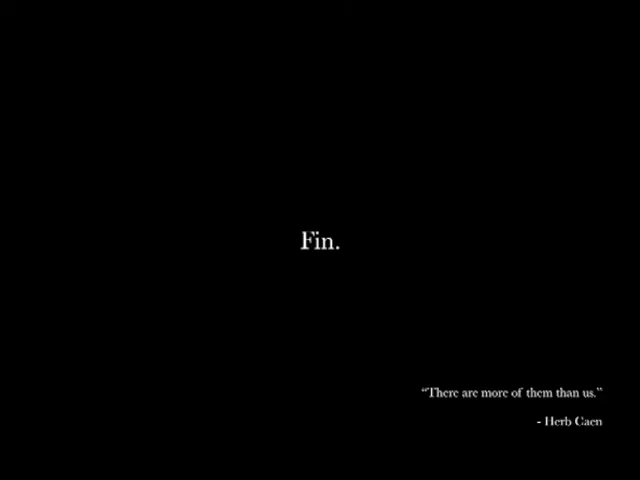 Fin.
“There are more of them than us.”
- Herb Caen